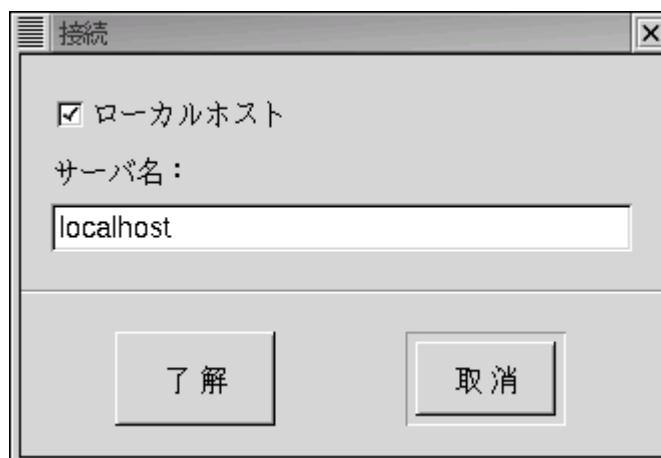 接続
ローカルホスト
サーバ名：
localhost
了解
取消